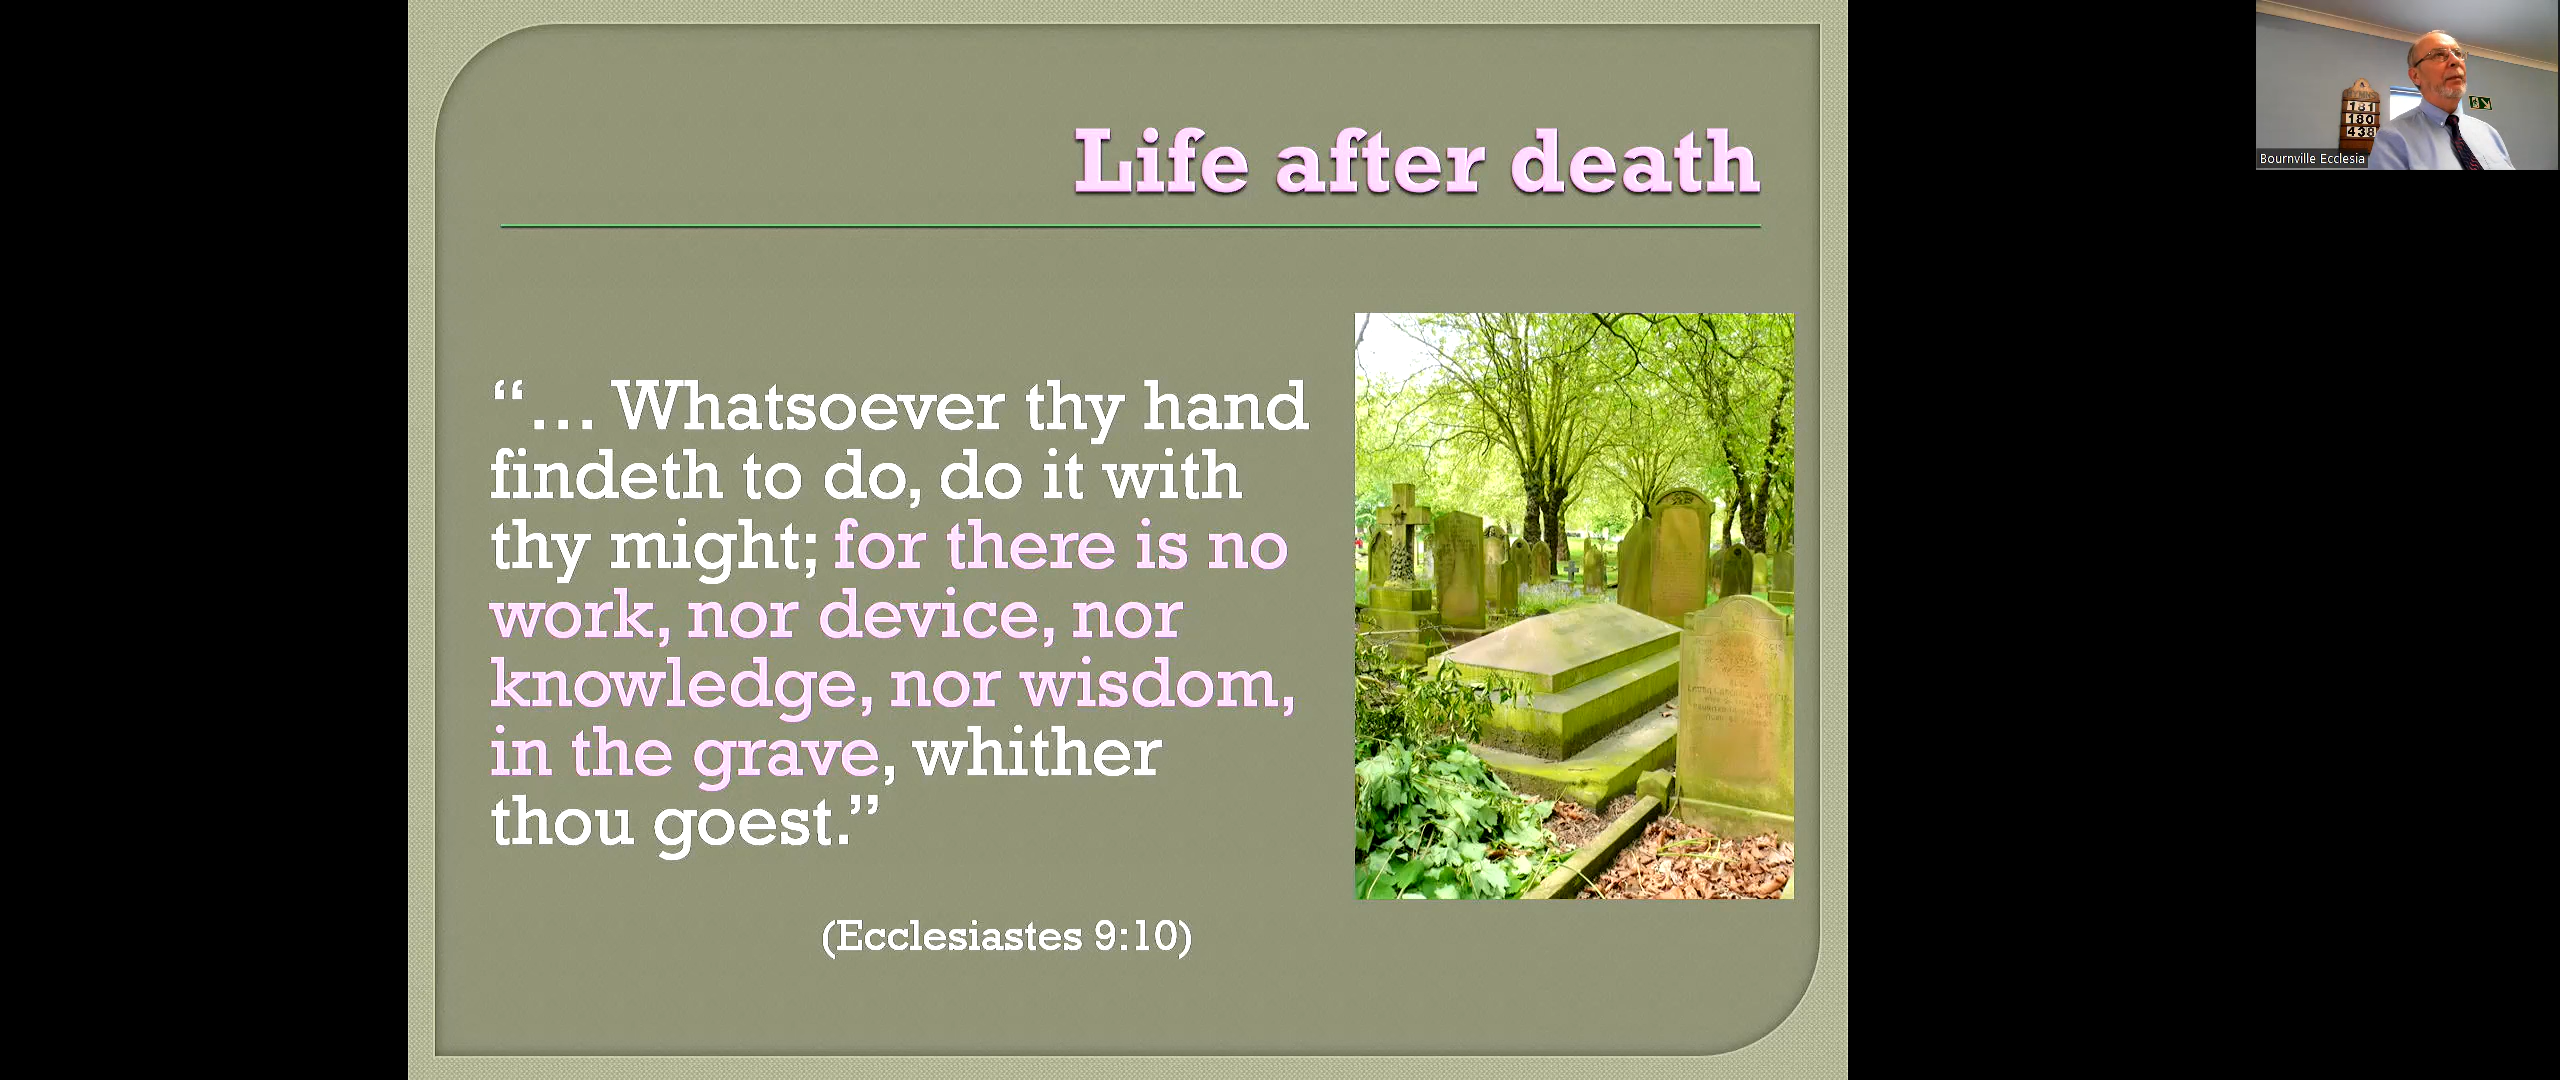 Life after death
“… Whatsoever thy hand
findeth to do, do it with
thy might; for there is no
work, nor device, nor
knowledge, nor wisdom,
in the grave, whither
thou goest.”
(Ecclesiastes 9:10)
HYMNS
181
180
438
Bournville Ecclesia